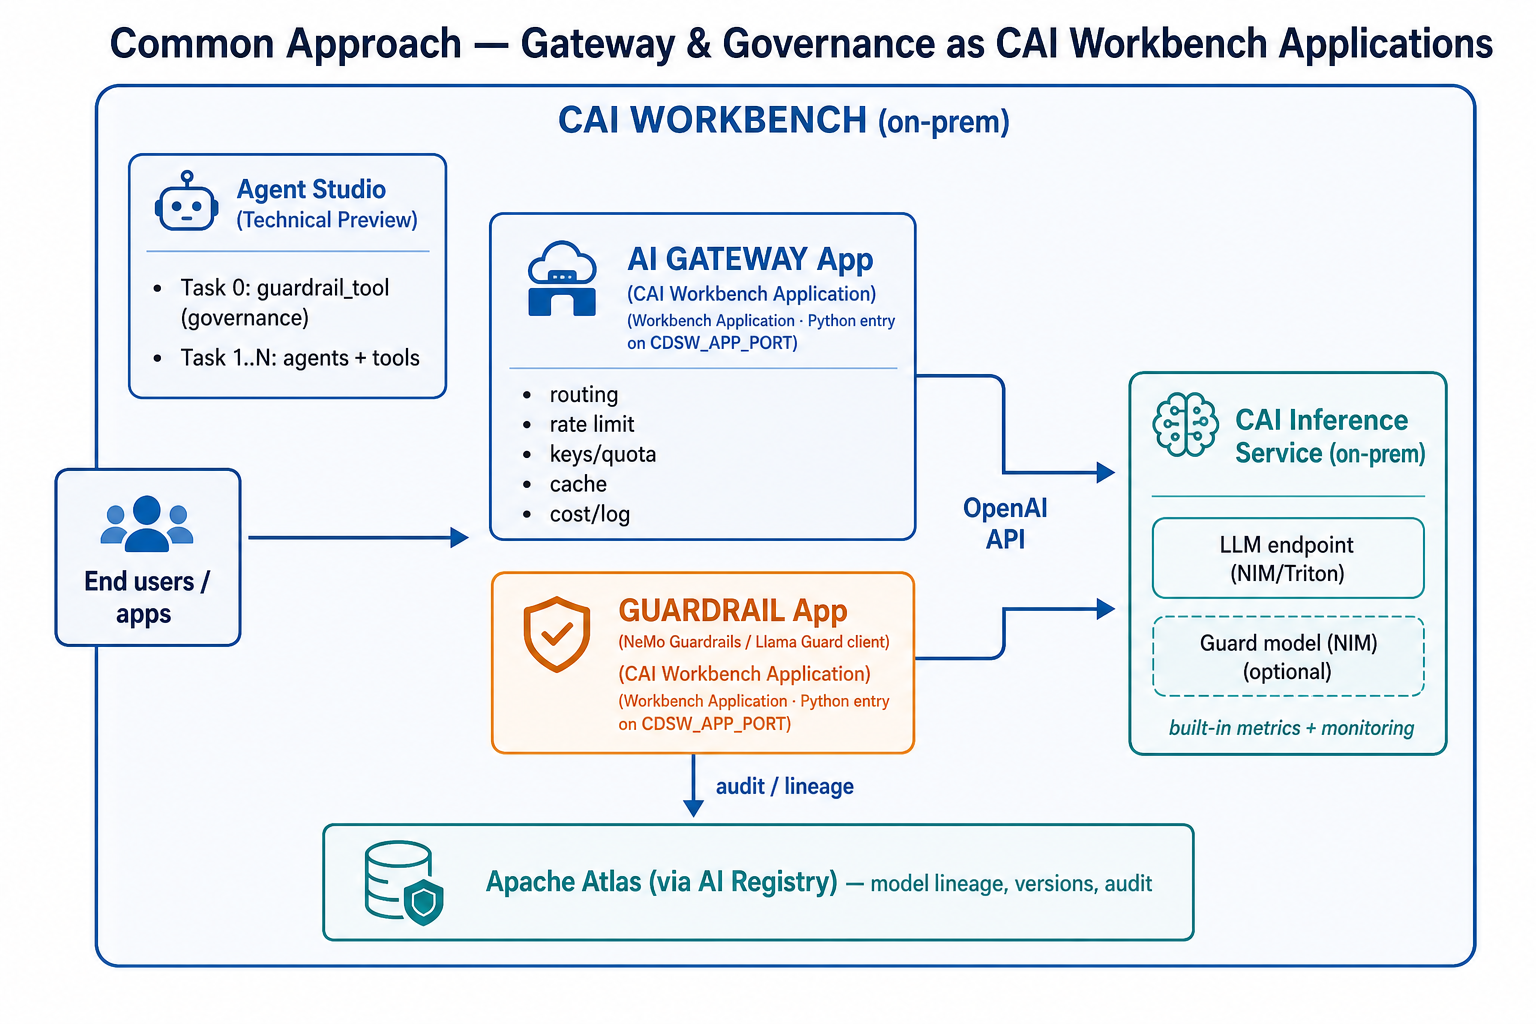 Common Approach — Gateway & Governance as CAI Workbench Applications
CAI WORKBENCH (on-prem)
Agent Studio
(Technical Preview)
• Task 0: guardrail_tool
(governance)
• Task 1..N: agents + tools
End users /
apps
AI GATEWAY App
(CAI Workbench Application)
(Workbench Application · Python entry
on CDSW_APP_PORT)
• routing
• rate limit
• keys/quota
• cache
• cost/log
GUARDRAIL App
(NeMo Guardrails / Llama Guard client)
(CAI Workbench Application)
(Workbench Application · Python entry
on CDSW_APP_PORT)
OpenAI
API
CAI Inference
Service (on-prem)
LLM endpoint
(NIM/Triton)
Guard model (NIM)
(optional)
built-in metrics + monitoring
audit / lineage
Apache Atlas (via AI Registry) — model lineage, versions, audit